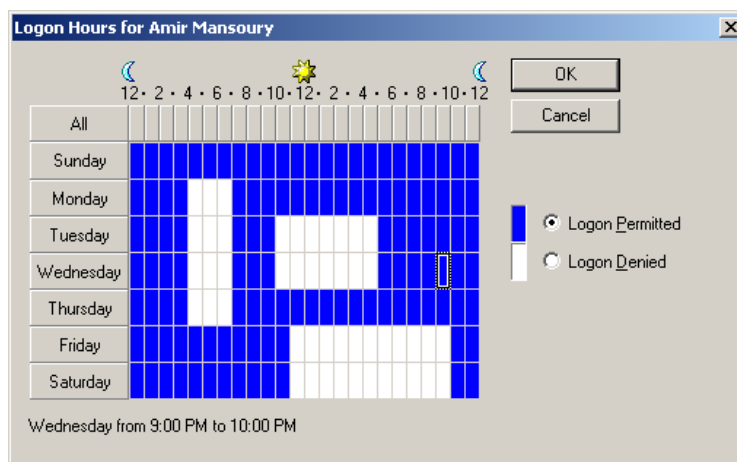 Logon Hours for Amir Mansoury
12 · 2 · 4 · 6 · 8 · 10 · 12 · 2 · 4 · 6 · 8 · 10 · 12
OK
All
Cancel
Sunday
Monday
Tuesday
Logon Permitted
Wednesday
Logon Denied
Thursday
Friday
Saturday
Wednesday from 9:00 PM to 10:00 PM